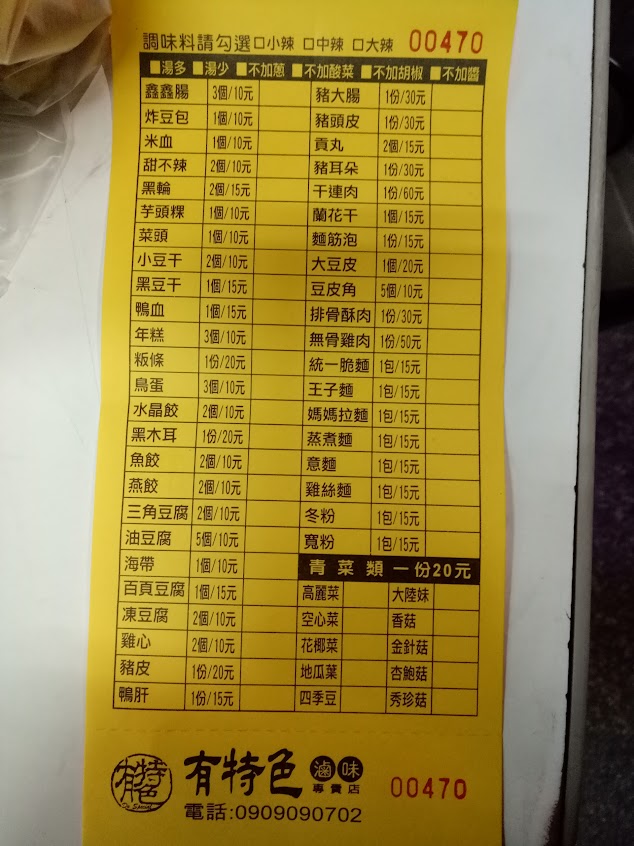 調味料請勾選□小辣 □中辣 □大辣 00470
■湯多 ■湯少 ■不加蔥 ■不加酸菜 ■不加胡椒 ■不加醬
鑫鑫腸 3個/10元 豬大腸 1份/30元
炸豆包 1個/10元 豬頭皮 1份/30元
米血 1個/10元 貢丸 2個/15元
甜不辣 2個/10元 豬耳朵 1份/30元
黑輪 2個/15元 干連肉 1份/60元
芋頭粿 1個/10元 蘭花干 1個/15元
菜頭 1個/10元 麵筋泡 1份/15元
小豆干 2個/10元 大豆皮 1個/20元
黑豆干 1個/15元 豆皮角 5個/10元
鴨血 1個/15元 排骨酥肉 1份/30元
年糕 3個/10元 無骨雞肉 1份/50元
粄條 1份/20元 統一脆麵 1包/15元
鳥蛋 3個/10元 王子麵 1包/15元
水晶餃 2個/10元 媽媽拉麵 1包/15元
黑木耳 1份/20元 蒸煮麵 1包/15元
魚餃 2個/10元 意麵 1包/15元
燕餃 2個/10元 雞絲麵 1包/15元
三角豆腐 2個/10元 冬粉 1包/15元
油豆腐 5個/10元 寬粉 1包/15元
海帶 1個/10元 青菜類 一份20元
百頁豆腐 1個/15元 高麗菜 大陸妹
凍豆腐 2個/10元 空心菜 香菇
雞心 2個/10元 花椰菜 金針菇
豬皮 1份/20元 地瓜葉 杏鮑菇
鴨肝 1份/15元 四季豆 秀珍菇
有特色 有特色 滷味 專賣店 00470
電話:0909090702